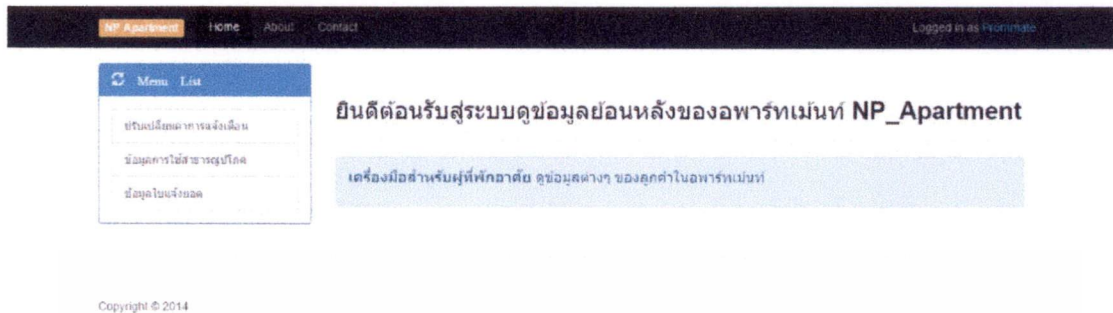 NP Apartment Home About Contact Logged in as Prommate
Menu List
ปรับเปลี่ยนค่าการแจ้งเตือน
ข้อมูลการใช้สาธารณูปโภค
ข้อมูลใบแจ้งยอด
ยินดีต้อนรับสู่ระบบดูข้อมูลย้อนหลังของอพาร์ทเม้นท์ NP_Apartment
เครื่องมือสำหรับผู้ที่พักอาศัย ดูข้อมูลต่างๆ ของลูกค้าในอพาร์ทเม่นท์
Copyright © 2014